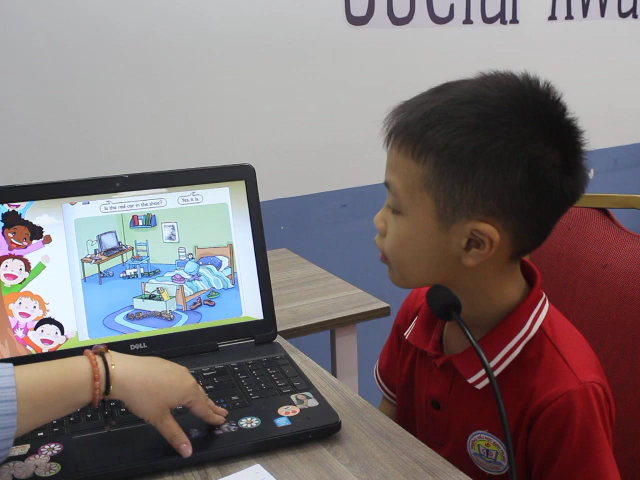 Social Awa
Is the red car in the shoe?
Yes, it is.
DELL